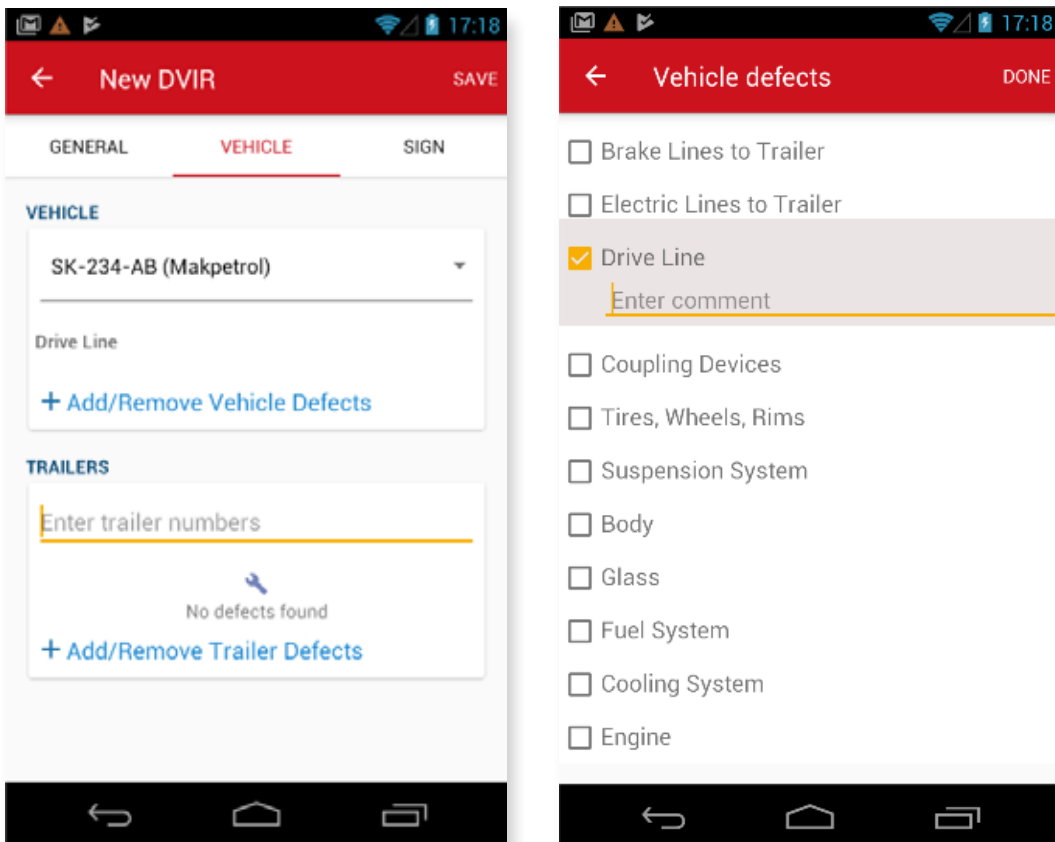 17:18
New DVIR
SAVE
GENERAL VEHICLE SIGN
VEHICLE
SK-234-AB (Makpetrol)
Drive Line
+ Add/Remove Vehicle Defects
TRAILERS
Enter trailer numbers
No defects found
+ Add/Remove Trailer Defects
17:18
Vehicle defects
DONE
Brake Lines to Trailer
Electric Lines to Trailer
Drive Line
Enter comment
Coupling Devices
Tires, Wheels, Rims
Suspension System
Body
Glass
Fuel System
Cooling System
Engine